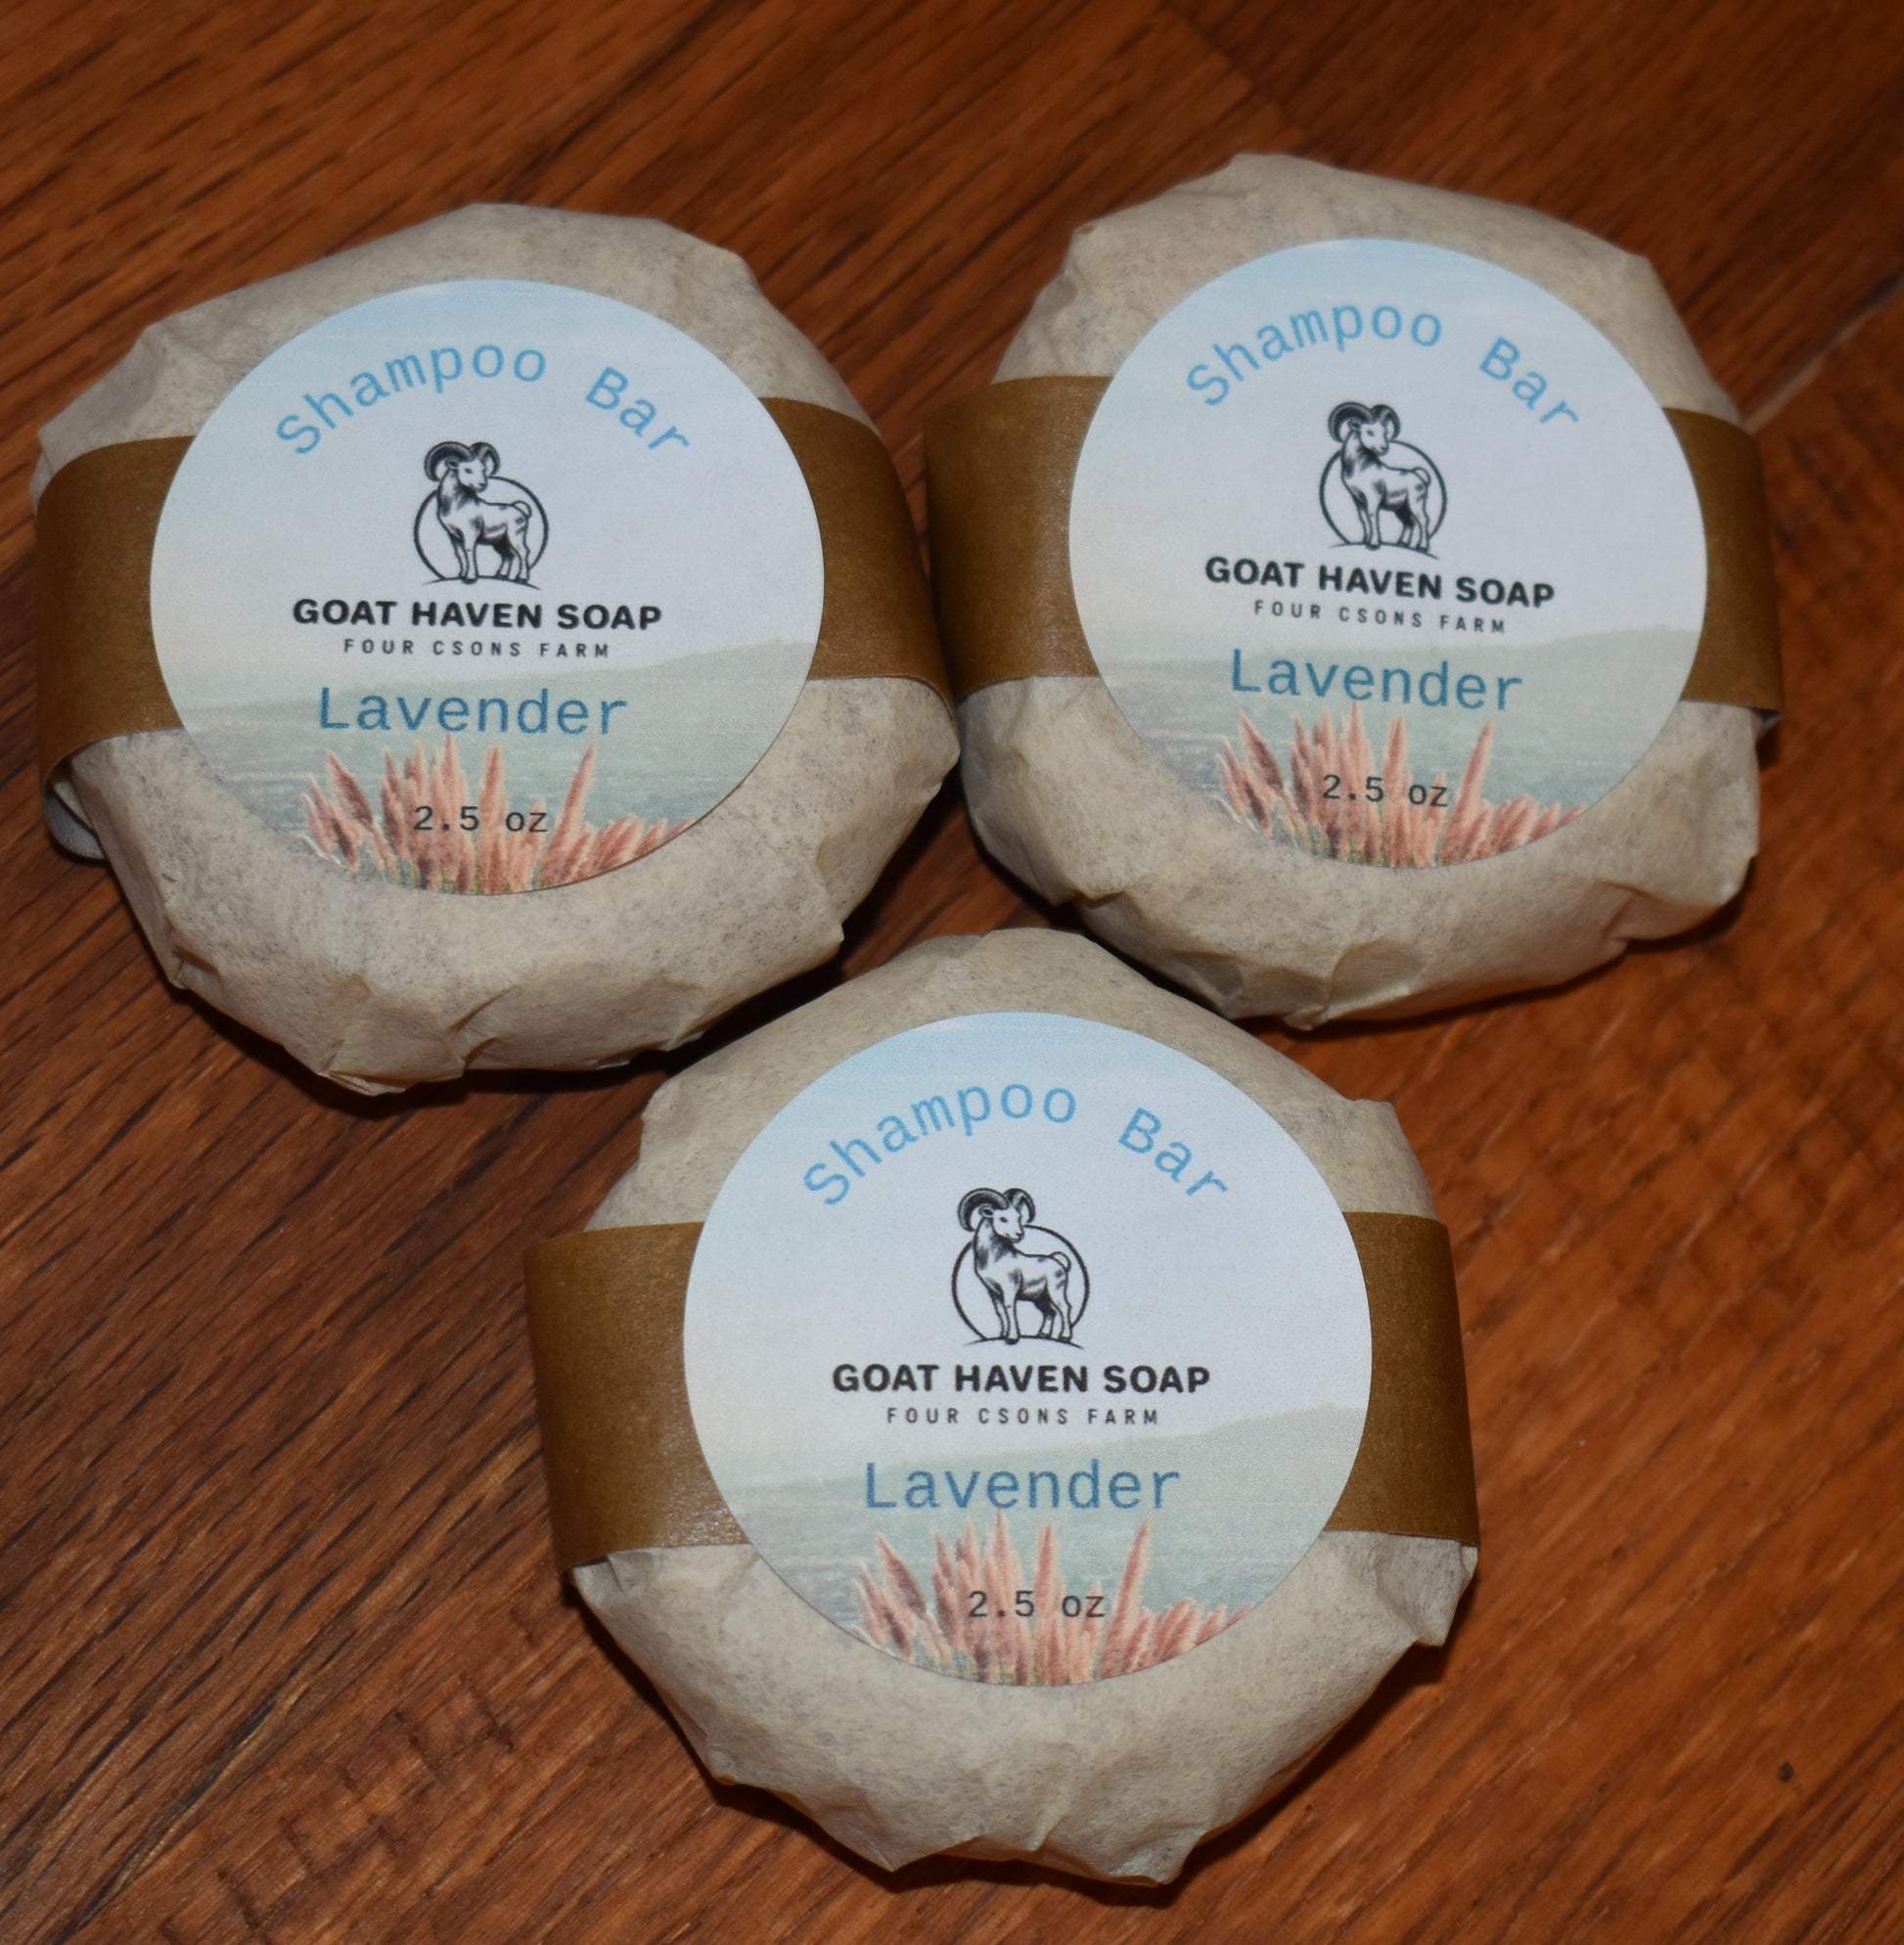 Shampoo Bar
GOAT HAVEN SOAP
FOUR CSONS FARM
Lavender
2.5 oz
Shampoo Bar
GOAT HAVEN SOAP
FOUR CSONS FARM
Lavender
2.5 oz
Shampoo Bar
GOAT HAVEN SOAP
FOUR CSONS FARM
Lavender
2.5 oz